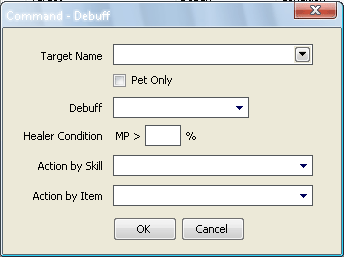 Command - Debuff
Target Name
Pet Only
Debuff
Healer Condition MP > %
Action by Skill
Action by Item
OK Cancel